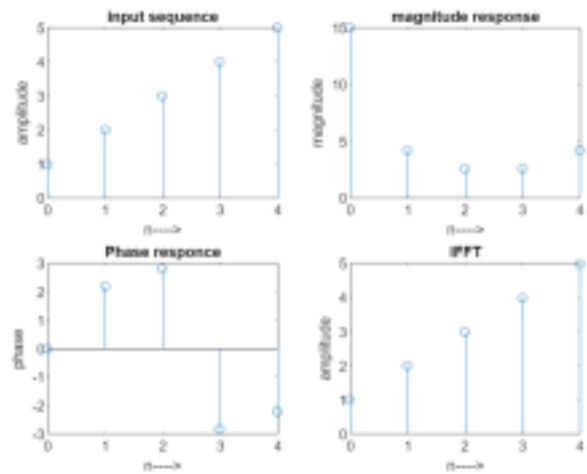 input sequence
5
4
3
2
1
0
amplitude
0 1 2 3 4
n---->
magnitude response
15
10
5
0
magnitude
0 1 2 3 4
n---->
Phase responce
3
2
1
0
-1
-2
-3
phase
0 1 2 3 4
n---->
IFFT
5
4
3
2
1
0
amplitude
0 1 2 3 4
n---->